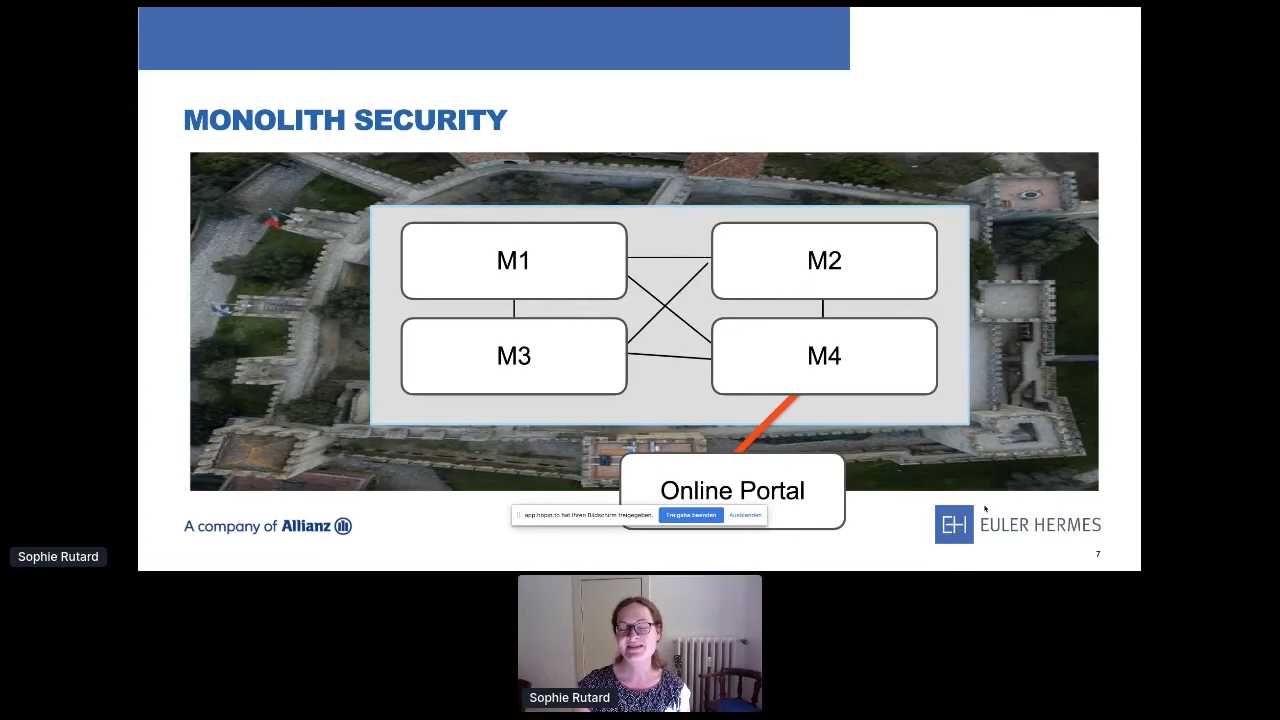 MONOLITH SECURITY
M1
M2
M3
M4
Online Portal
app.hopin.to hat Ihren Bildschirm freigegeben. Freigabe beenden Ausblenden
A company of Allianz
EH EULER HERMES
7
Sophie Rutard
Sophie Rutard